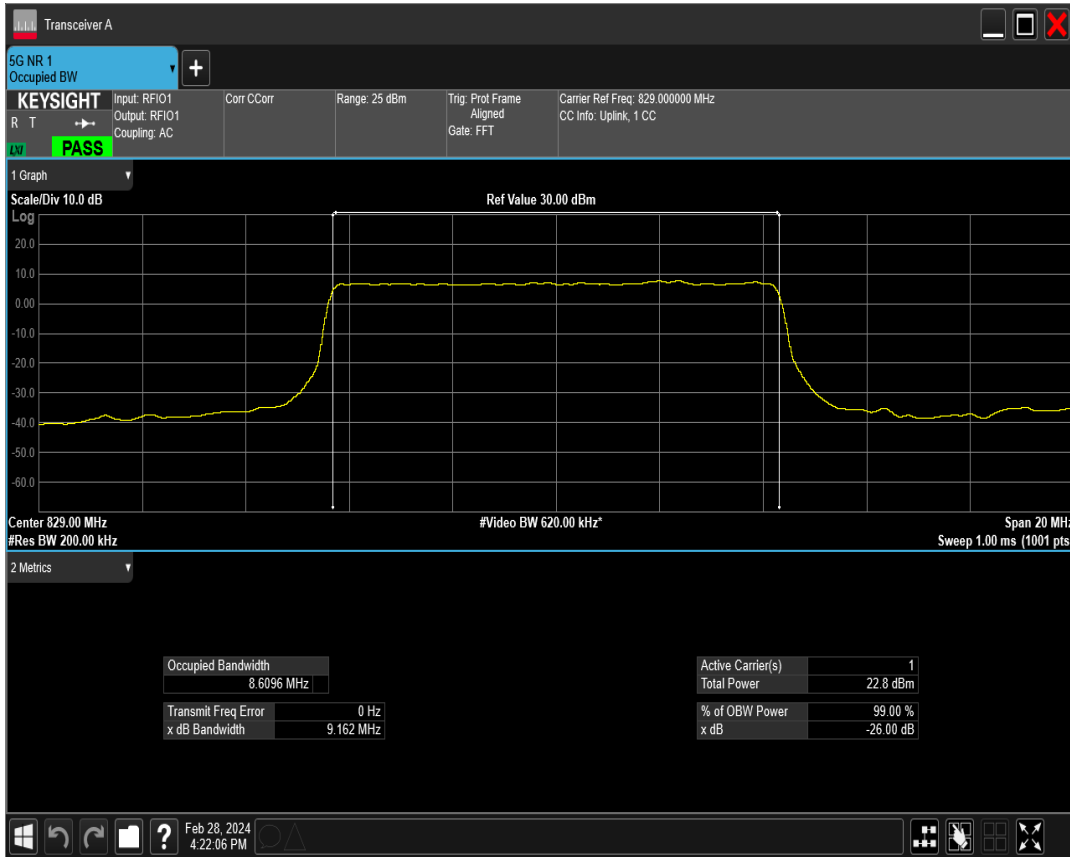 Transceiver A
5G NR 1
Occupied BW
KEYSIGHT
R T
LXI
PASS
Input: RFIO1
Output: RFIO1
Coupling: AC
Corr CCorr
Range: 25 dBm
Trig: Prot Frame
Aligned
Gate: FFT
Carrier Ref Freq: 829.000000 MHz
CC Info: Uplink, 1 CC
1 Graph
Scale/Div 10.0 dB
Ref Value 30.00 dBm
Log
20.0
10.0
0.00
-10.0
-20.0
-30.0
-40.0
-50.0
-60.0
Center 829.00 MHz
#Video BW 620.00 kHz*
Span 20 MHz
#Res BW 200.00 kHz
Sweep 1.00 ms (1001 pts
2 Metrics
Occupied Bandwidth
8.6096 MHz
Transmit Freq Error 0 Hz
x dB Bandwidth 9.162 MHz
Active Carrier(s) 1
Total Power 22.8 dBm
% of OBW Power 99.00 %
x dB -26.00 dB
?
Feb 28, 2024
4:22:06 PM